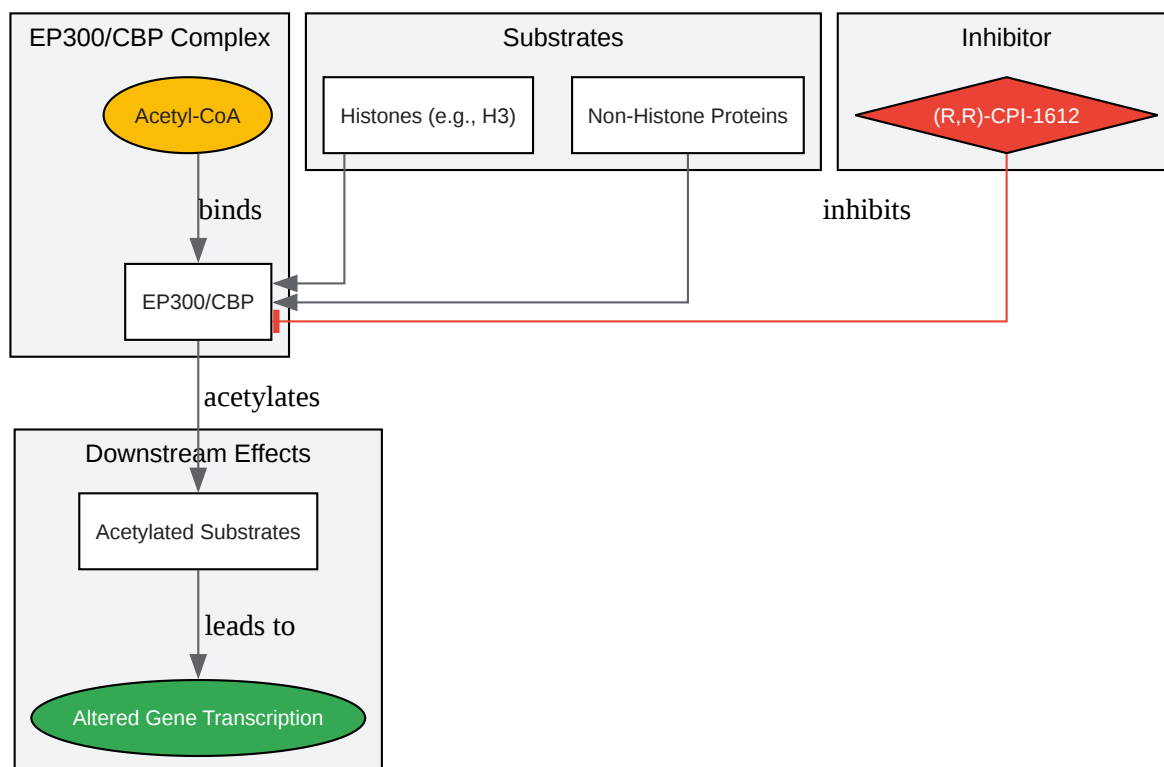 EP300/CBP Complex
Substrates
Inhibitor
Acetyl-CoA
Histones (e.g., H3)
Non-Histone Proteins
(R,R)-CPI-1612
binds
inhibits
EP300/CBP
acetylates
Downstream Effects
Acetylated Substrates
leads to
Altered Gene Transcription